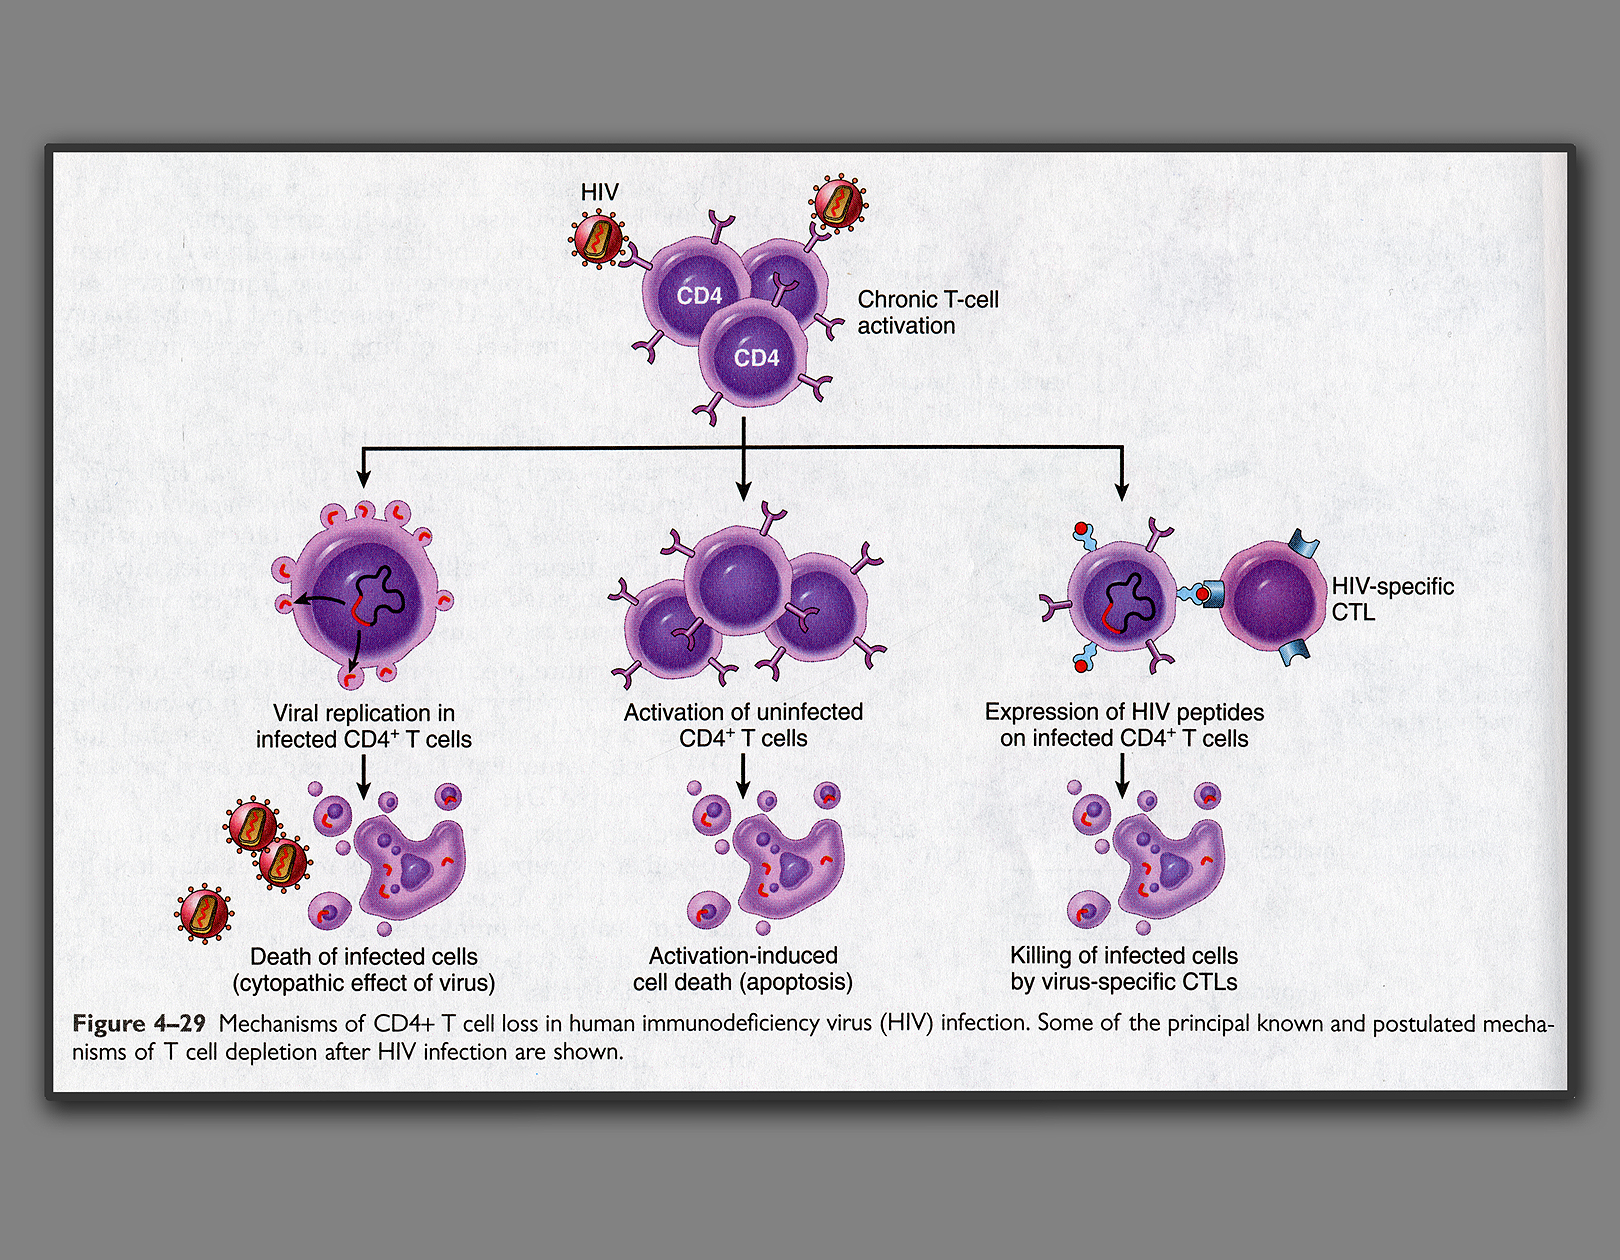 HIV
CD4
CD4
Chronic T-cell
activation
HIV-specific
CTL
Viral replication in
infected CD4⁺ T cells
Activation of uninfected
CD4⁺ T cells
Expression of HIV peptides
on infected CD4⁺ T cells
Death of infected cells
(cytopathic effect of virus)
Activation-induced
cell death (apoptosis)
Killing of infected cells
by virus-specific CTLs
Figure 4–29 Mechanisms of CD4+ T cell loss in human immunodeficiency virus (HIV) infection. Some of the principal known and postulated mecha-
nisms of T cell depletion after HIV infection are shown.